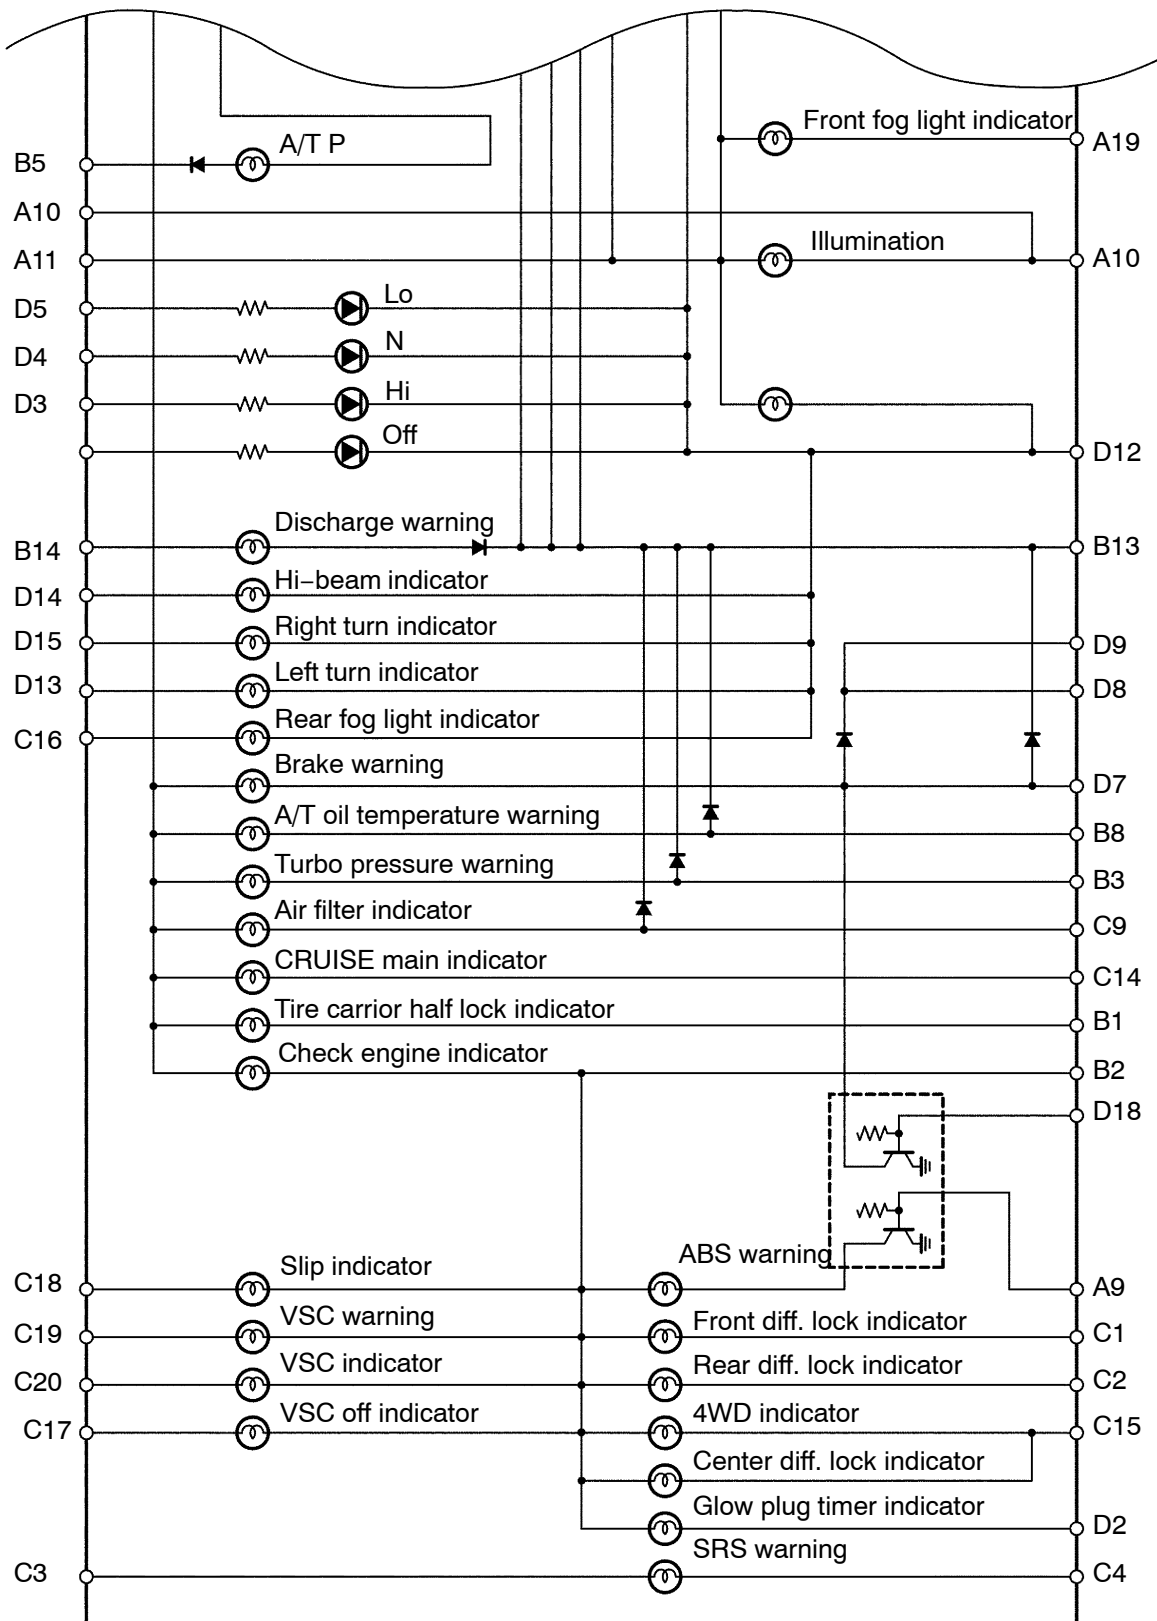 Front fog light indicator
A19
A/T P
B5
A10
A11
Illumination
A10
D5
Lo
D4
N
D3
Hi
Off
D12
Discharge warning
B14
B13
Hi–beam indicator
D14
Right turn indicator
D15
D9
Left turn indicator
D13
D8
Rear fog light indicator
C16
Brake warning
D7
A/T oil temperature warning
B8
Turbo pressure warning
B3
Air filter indicator
C9
CRUISE main indicator
C14
Tire carrior half lock indicator
B1
Check engine indicator
B2
D18
ABS warning
Slip indicator
C18
A9
VSC warning
Front diff. lock indicator
C19
C1
VSC indicator
Rear diff. lock indicator
C20
C2
VSC off indicator
4WD indicator
C17
C15
Center diff. lock indicator
Glow plug timer indicator
D2
SRS warning
C3
C4